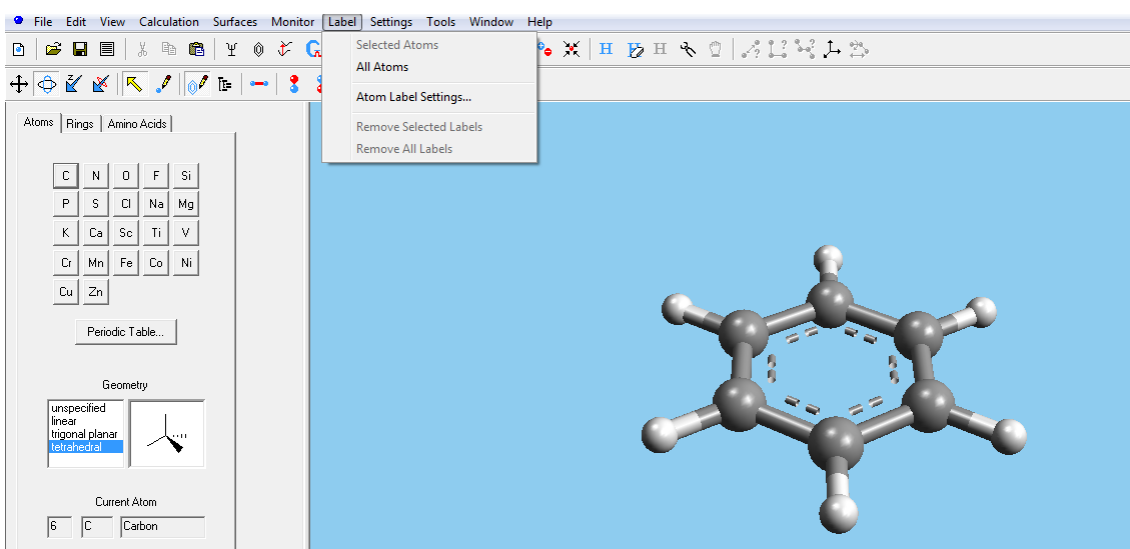 File Edit View Calculation Surfaces Monitor Label Settings Tools Window Help
Selected Atoms
All Atoms
Atom Label Settings...
Remove Selected Labels
Remove All Labels
H H
Atoms Rings Amino Acids
C N O F Si
P S Cl Na Mg
K Ca Sc Ti V
Cr Mn Fe Co Ni
Cu Zn
Periodic Table...
Geometry
unspecified
linear
trigonal planar
tetrahedral
Current Atom
6 C Carbon